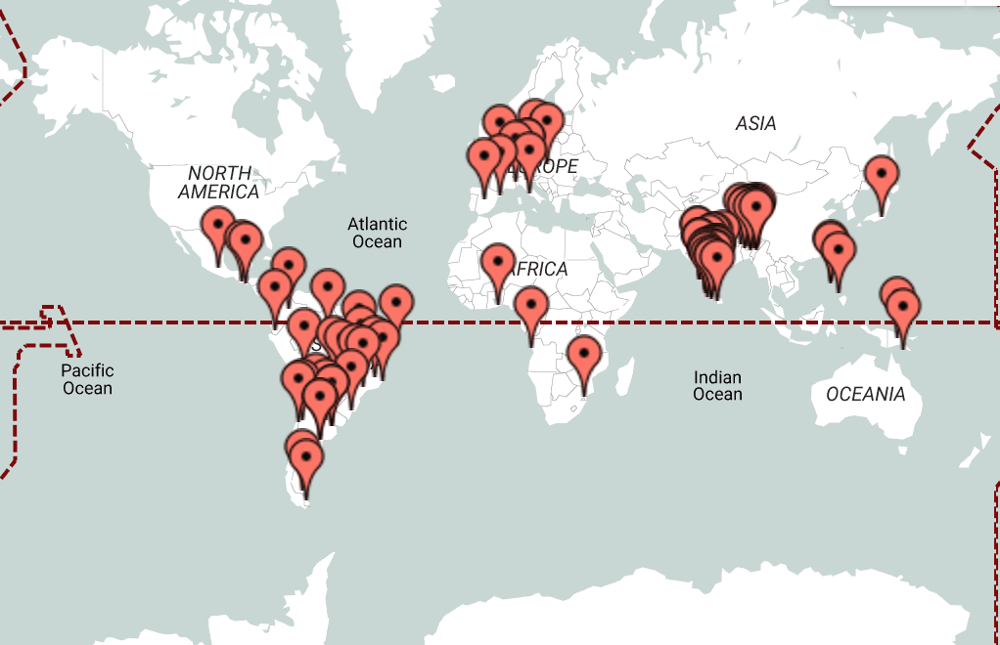 ASIA
NORTH
AMERICA
EUROPE
Atlantic
Ocean
AFRICA
Pacific
Ocean
Indian
Ocean
OCEANIA